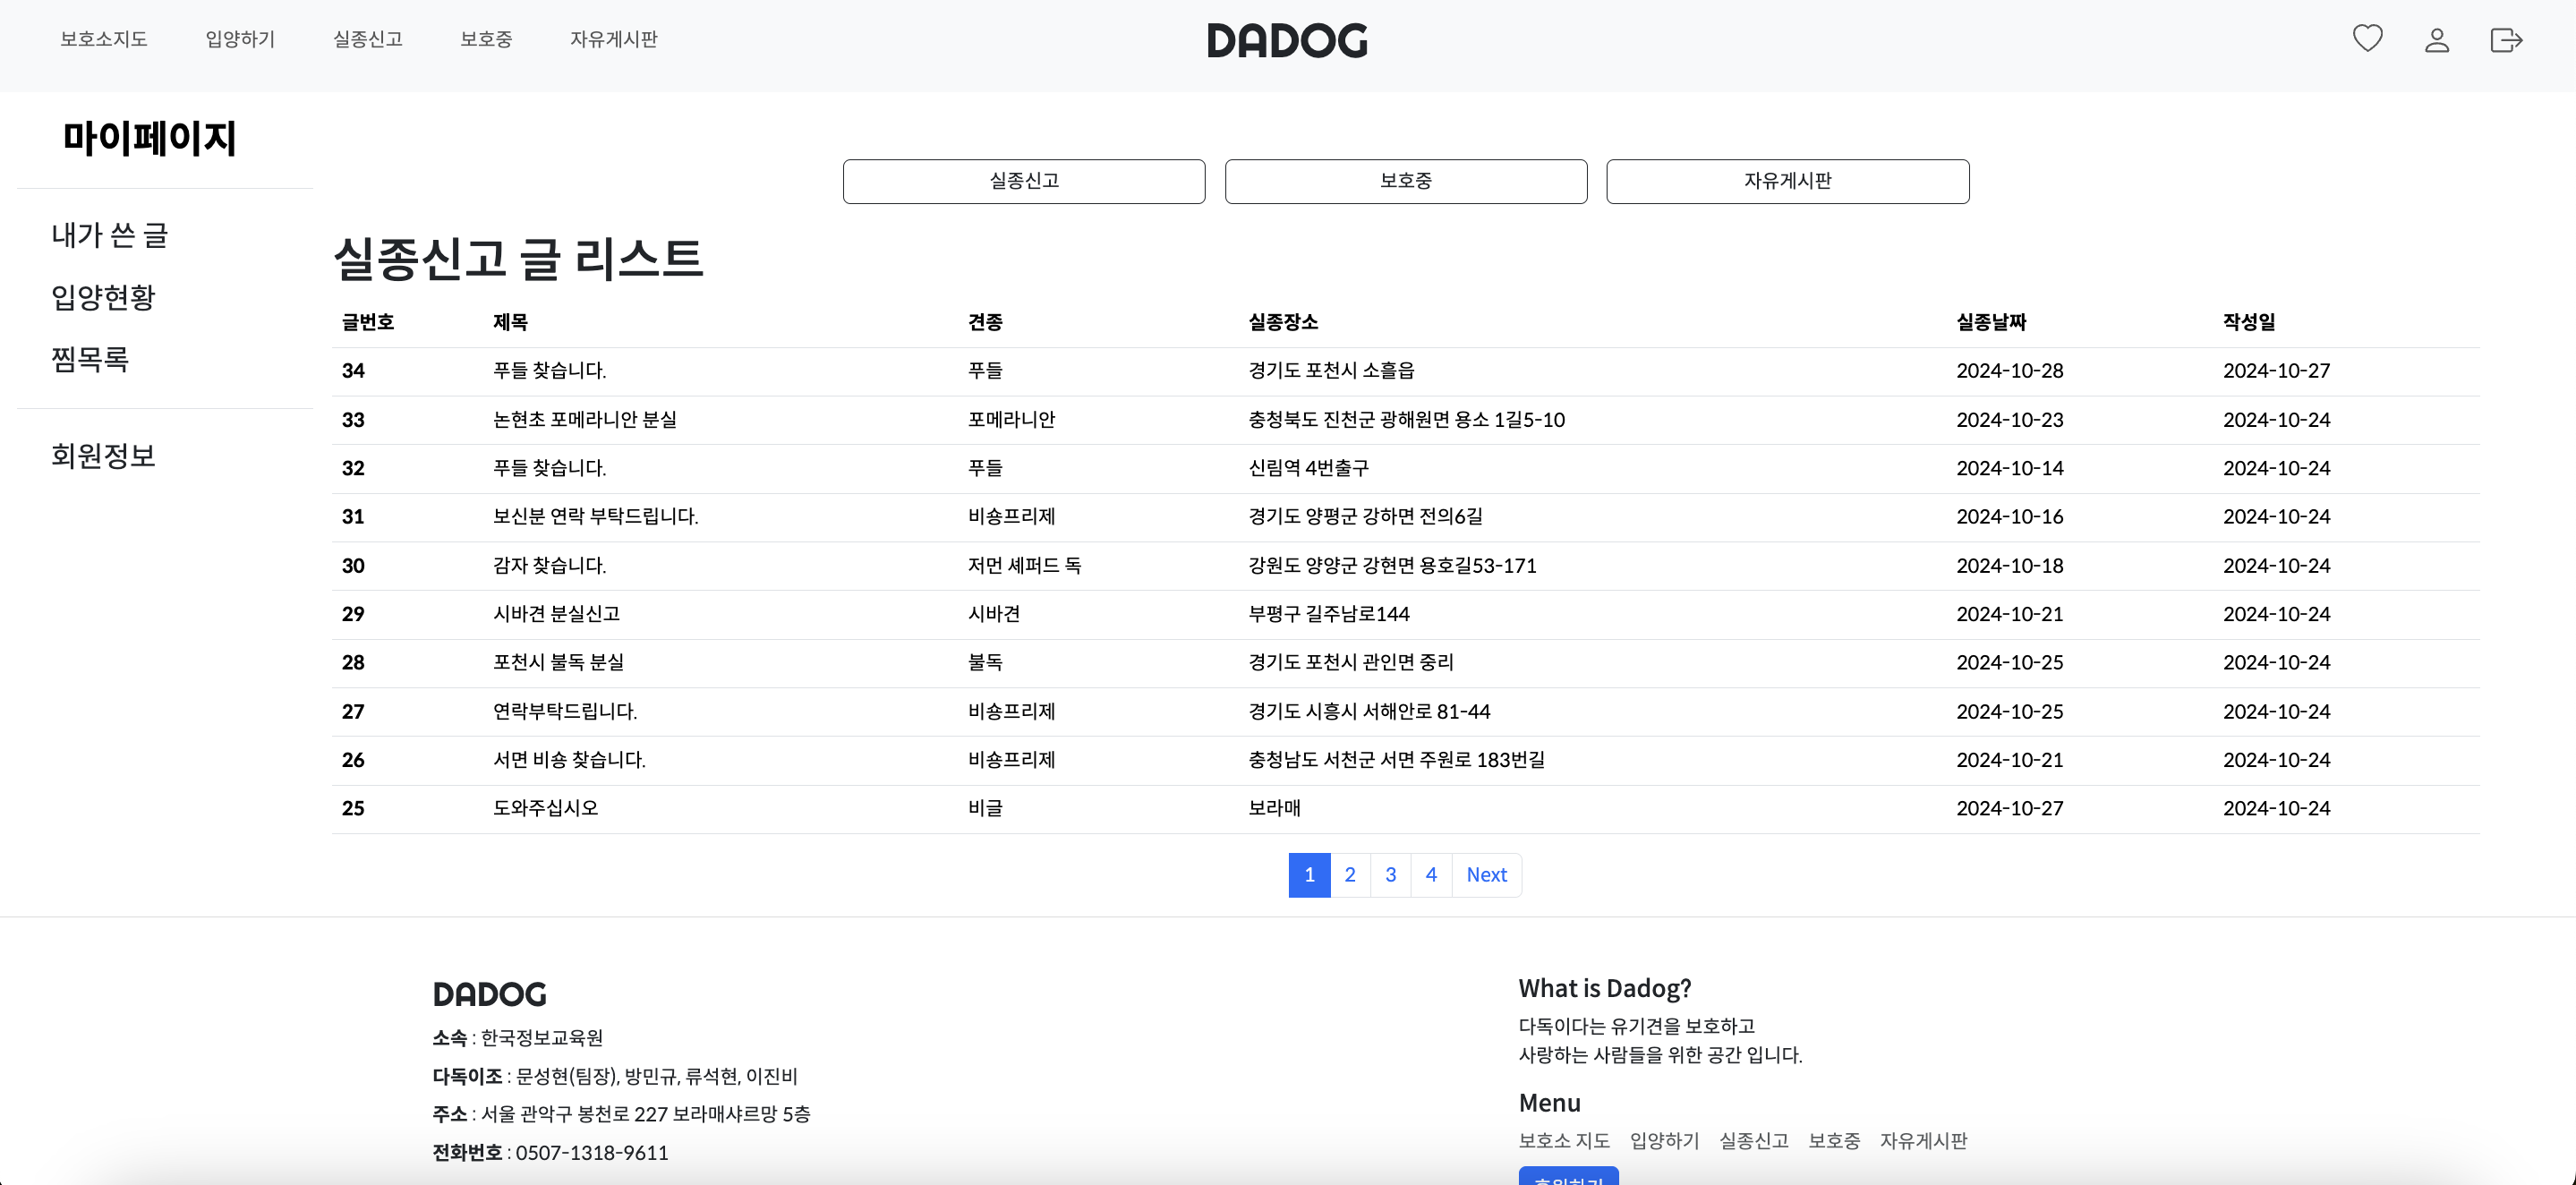 보호소지도 입양하기 실종신고 보호중 자유게시판 DADOG
마이페이지
내가 쓴 글
입양현황
찜목록
회원정보
실종신고 보호중 자유게시판
실종신고 글 리스트
글번호 제목 견종 실종장소 실종날짜 작성일
34 푸들 찾습니다. 푸들 경기도 포천시 소흘읍 2024-10-28 2024-10-27
33 논현초 포메라니안 분실 포메라니안 충청북도 진천군 광해원면 용소 1길5-10 2024-10-23 2024-10-24
32 푸들 찾습니다. 푸들 신림역 4번출구 2024-10-14 2024-10-24
31 보신분 연락 부탁드립니다. 비숑프리제 경기도 양평군 강하면 전의6길 2024-10-16 2024-10-24
30 감자 찾습니다. 저먼 셰퍼드 독 강원도 양양군 강현면 용호길53-171 2024-10-18 2024-10-24
29 시바견 분실신고 시바견 부평구 길주남로144 2024-10-21 2024-10-24
28 포천시 불독 분실 불독 경기도 포천시 관인면 중리 2024-10-25 2024-10-24
27 연락부탁드립니다. 비숑프리제 경기도 시흥시 서해안로 81-44 2024-10-25 2024-10-24
26 서면 비숑 찾습니다. 비숑프리제 충청남도 서천군 서면 주원로 183번길 2024-10-21 2024-10-24
25 도와주십시오 비글 보라매 2024-10-27 2024-10-24
1 2 3 4 Next
DADOG
소속 : 한국정보교육원
다독이조 : 문성현(팀장), 방민규, 류석현, 이진비
주소 : 서울 관악구 봉천로 227 보라매샤르망 5층
전화번호 : 0507-1318-9611
What is Dadog?
다독이다는 유기견을 보호하고
사랑하는 사람들을 위한 공간 입니다.
Menu
보호소 지도 입양하기 실종신고 보호중 자유게시판